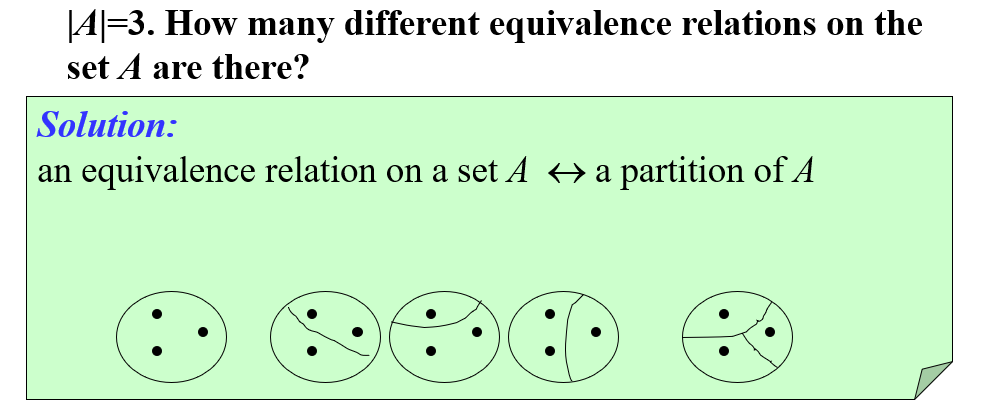 |A|=3. How many different equivalence relations on the
set A are there?
Solution:
an equivalence relation on a set A ↔ a partition of A